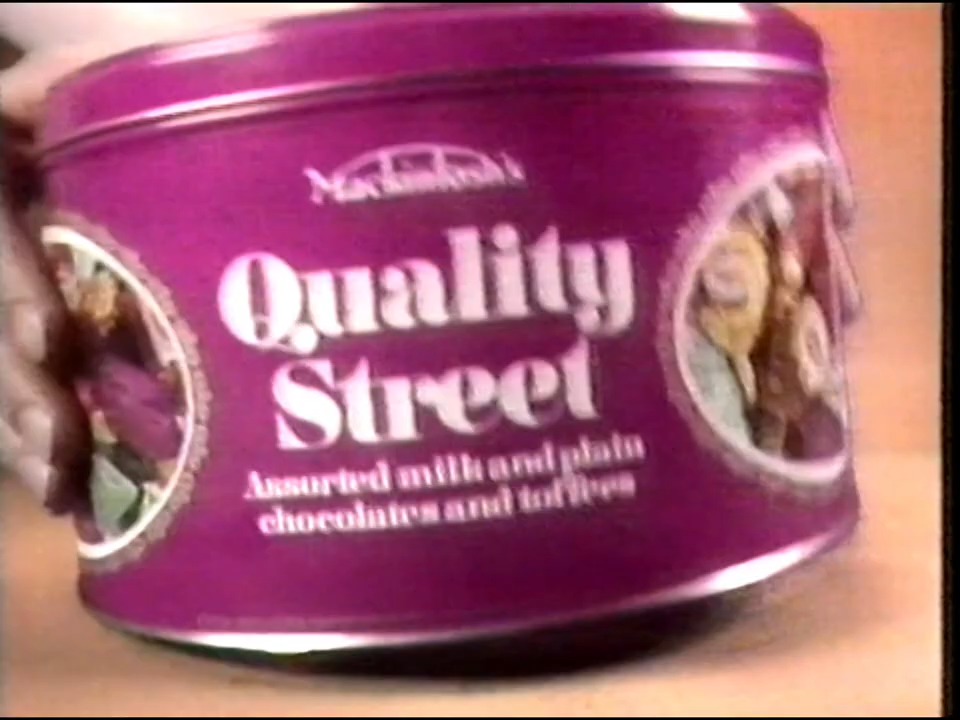 Mackintosh's
Quality
Street
Assorted milk and plain
chocolates and toffees